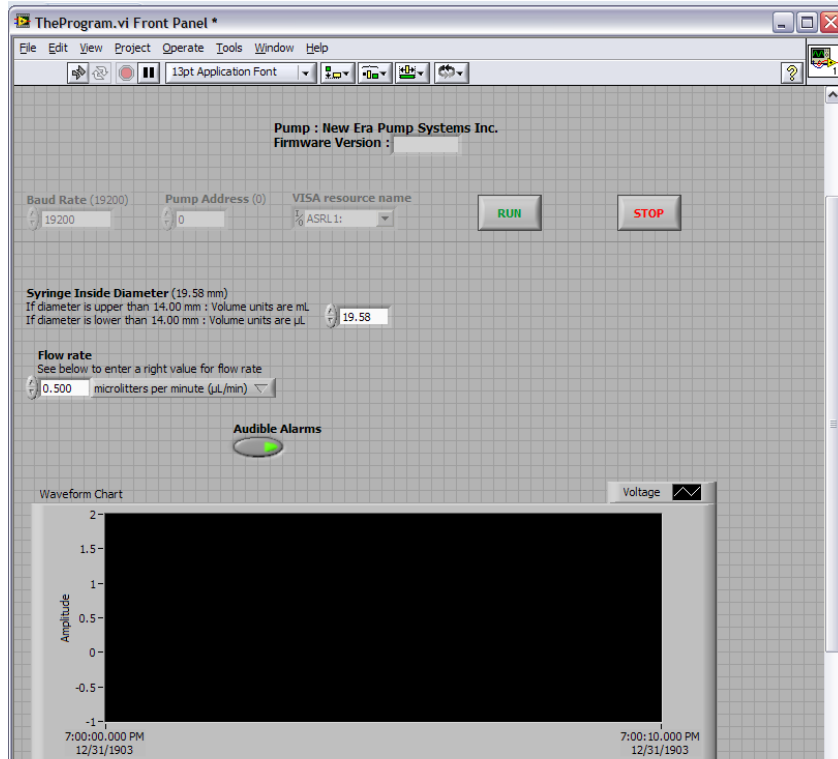 TheProgram.vi Front Panel *
File Edit View Project Operate Tools Window Help
13pt Application Font
?
1
Pump : New Era Pump Systems Inc.
Firmware Version :
Baud Rate (19200) Pump Address (0) VISA resource name
19200 0 I/O ASRL1: RUN STOP
Syringe Inside Diameter (19.58 mm)
If diameter is upper than 14.00 mm : Volume units are mL
If diameter is lower than 14.00 mm : Volume units are µL
19.58
Flow rate
See below to enter a right value for flow rate
0.500 microlitters per minute (µL/min)
Audible Alarms
Waveform Chart Voltage
2
1.5
1
0.5
0
-0.5
-1
Amplitude
7:00:00.000 PM 7:00:10.000 PM
12/31/1903 12/31/1903